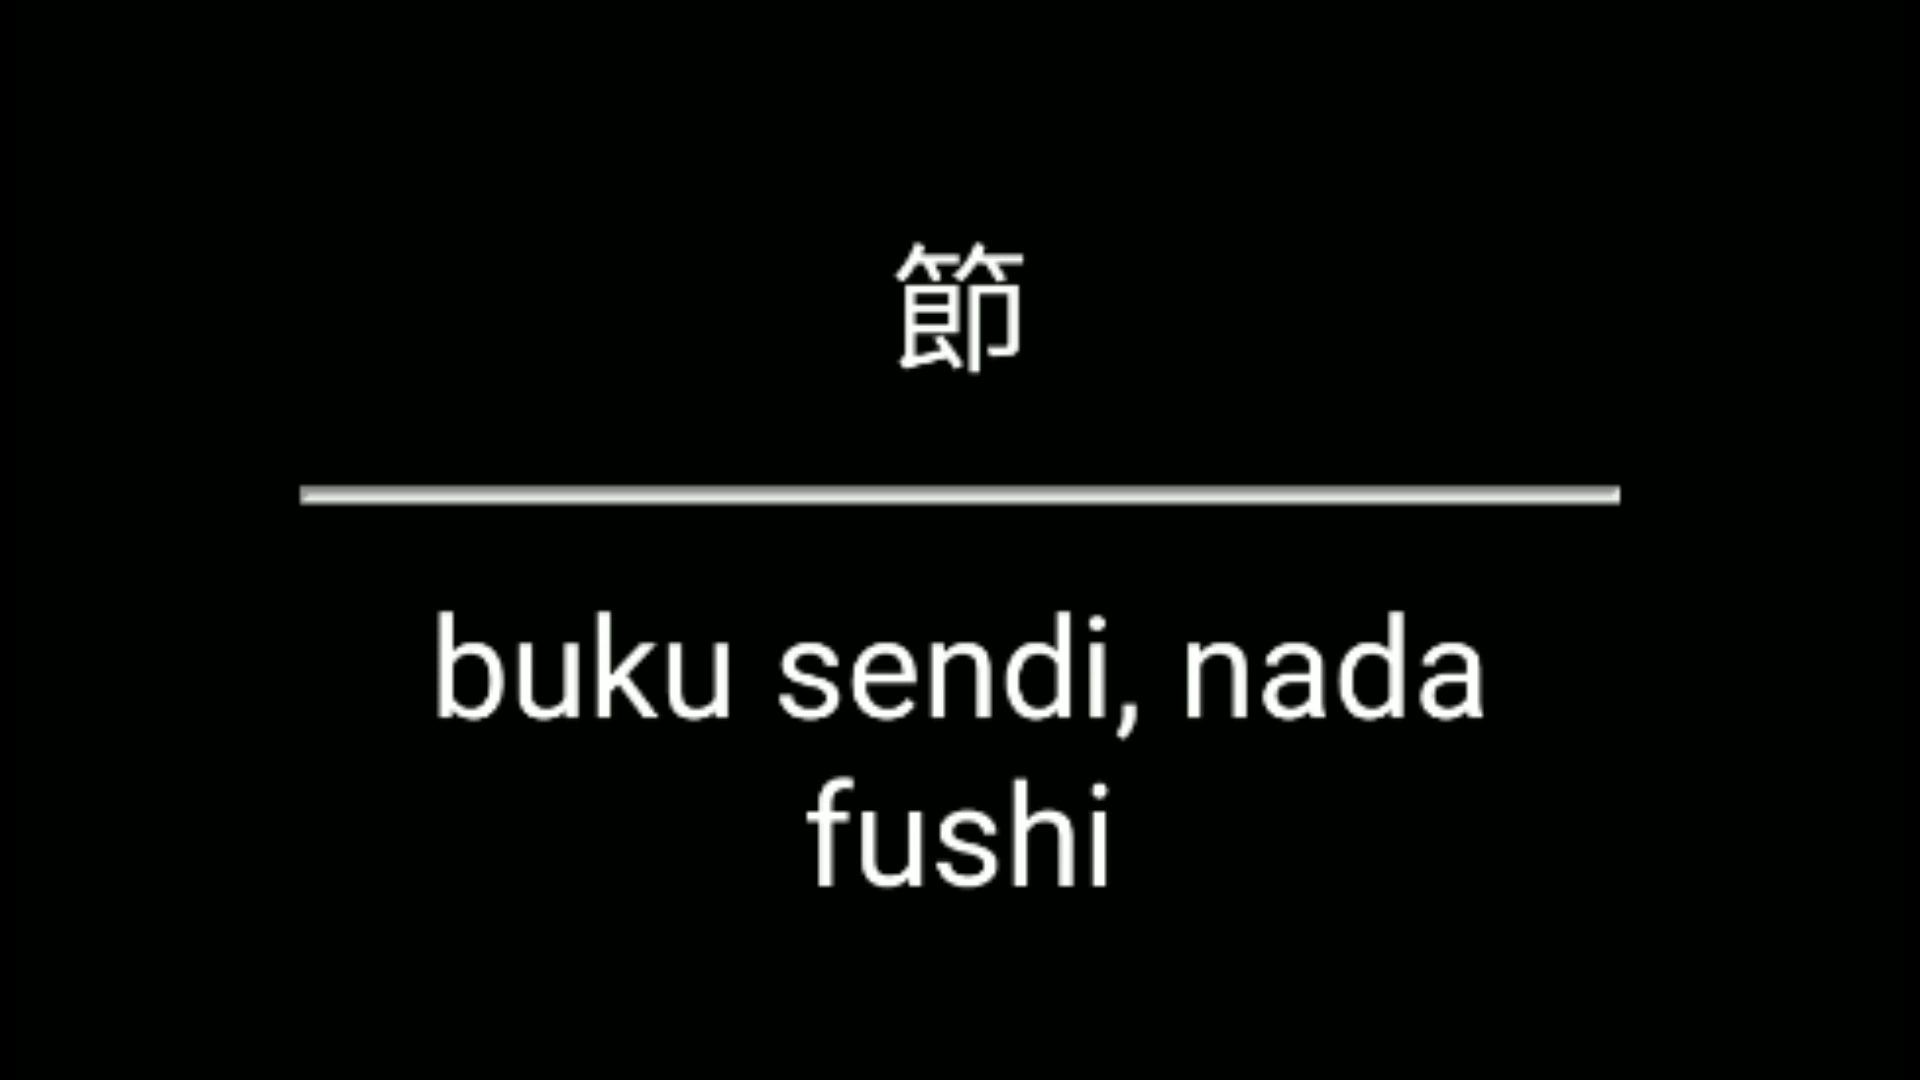 節
buku sendi, nada
fushi